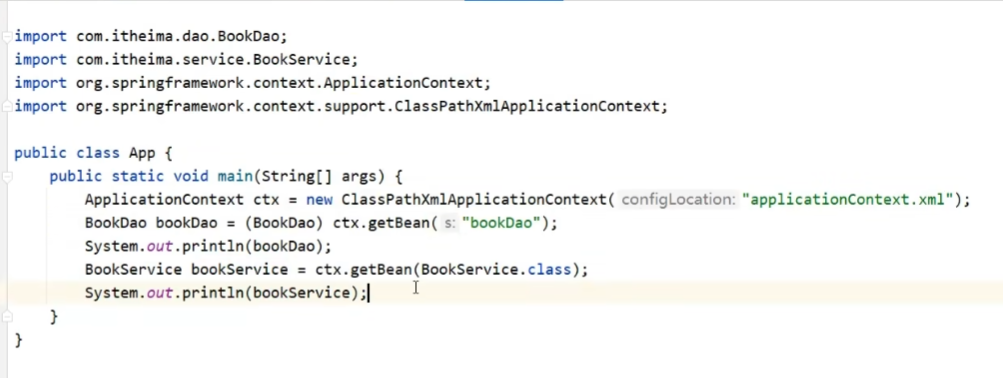 import com.itheima.dao.BookDao;
import com.itheima.service.BookService;
import org.springframework.context.ApplicationContext;
import org.springframework.context.support.ClassPathXmlApplicationContext;
public class App {
public static void main(String[] args) {
ApplicationContext ctx = new ClassPathXmlApplicationContext( configLocation: "applicationContext.xml");
BookDao bookDao = (BookDao) ctx.getBean( s: "bookDao");
System.out.println(bookDao);
BookService bookService = ctx.getBean(BookService.class);
System.out.println(bookService);
}
}